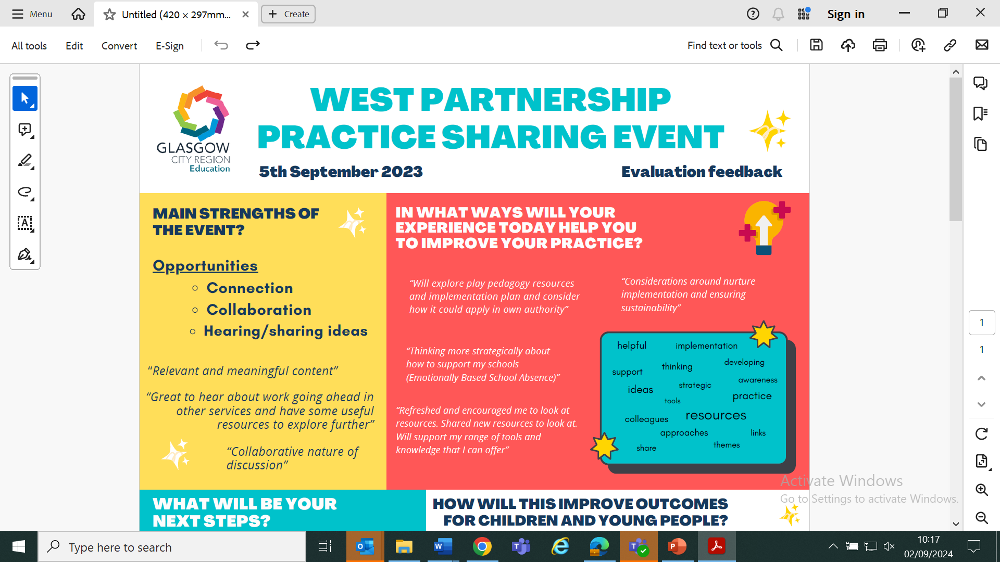 Menu
Untitled (420 x 297mm...
Create
Sign in
All tools
Edit
Convert
E-Sign
Find text or tools
GLASGOW
CITY REGION
Education
WEST PARTNERSHIP
PRACTICE SHARING EVENT
5th September 2023
Evaluation feedback
MAIN STRENGTHS OF
THE EVENT?
Opportunities
Connection
Collaboration
Hearing/sharing ideas
“Relevant and meaningful content”
“Great to hear about work going ahead in
other services and have some useful
resources to explore further”
“Collaborative nature of
discussion”
IN WHAT WAYS WILL YOUR
EXPERIENCE TODAY HELP YOU
TO IMPROVE YOUR PRACTICE?
“Will explore play pedagogy resources
and implementation plan and consider
how it could apply in own authority”
“Considerations around nurture
implementation and ensuring
sustainability”
“Thinking more strategically about
how to support my schools
(Emotionally Based School Absence)”
“Refreshed and encouraged me to look at
resources. Shared new resources to look at.
Will support my range of tools and
knowledge that I can offer”
helpful
implementation
developing
thinking
support
awareness
strategic
ideas
practice
tools
resources
colleagues
approaches
links
themes
share
WHAT WILL BE YOUR
NEXT STEPS?
HOW WILL THIS IMPROVE OUTCOMES
FOR CHILDREN AND YOUNG PEOPLE?
1
1
Activate Windows
Go to Settings to activate Windows.
Type here to search
10:17
02/09/2024